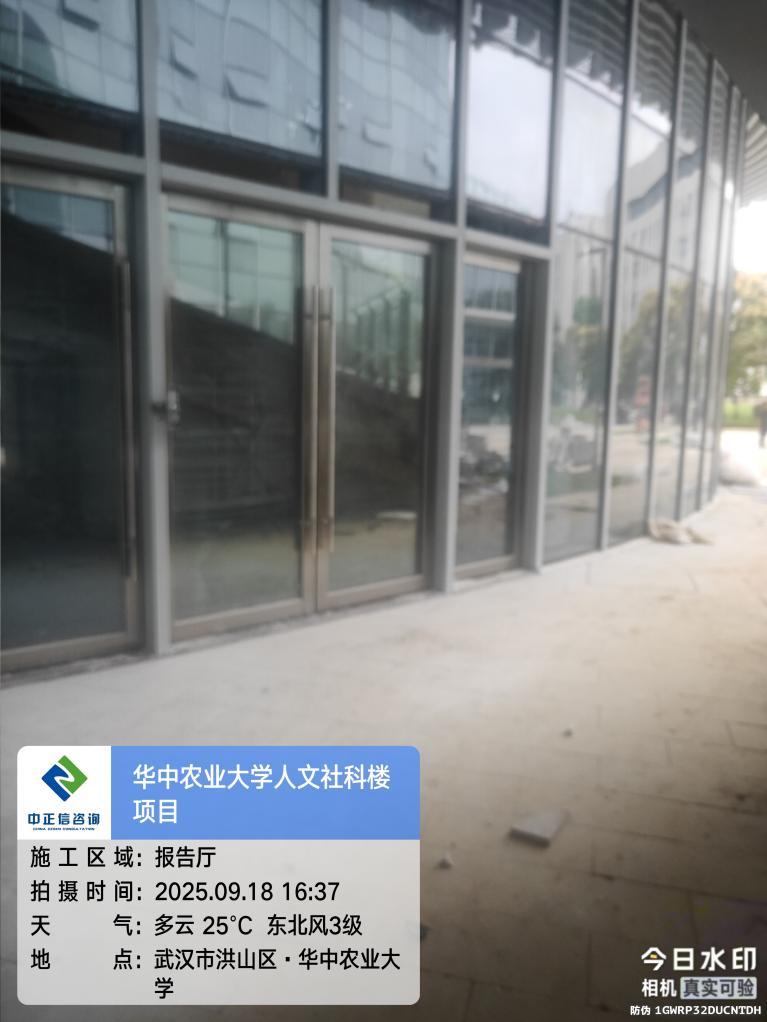 华中农业大学人文社科楼
项目
中正信咨询
施工区域：报告厅
拍摄时间：2025.09.18 16:37
天气：多云 25℃ 东北风3级
地点：武汉市洪山区·华中农业大
学
今日水印
相机 真实可验
防伪 1GWRP32DUCNTDH